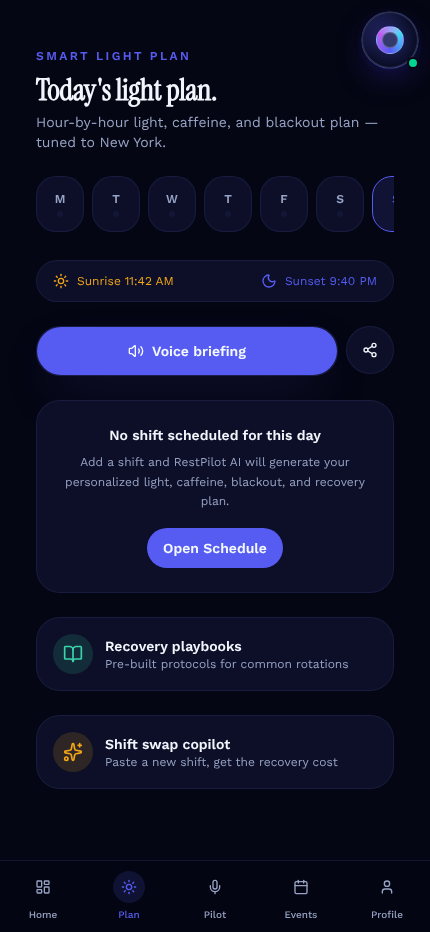 SMART LIGHT PLAN
Today's light plan.
Hour-by-hour light, caffeine, and blackout plan —
tuned to New York.
M T W T F S
Sunrise 11:42 AM Sunset 9:40 PM
Voice briefing
No shift scheduled for this day
Add a shift and RestPilot AI will generate your
personalized light, caffeine, blackout, and recovery
plan.
Open Schedule
Recovery playbooks
Pre-built protocols for common rotations
Shift swap copilot
Paste a new shift, get the recovery cost
Home Plan Pilot Events Profile